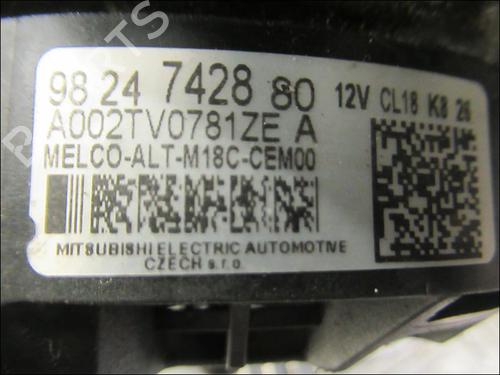 98 24 7428 80 12V CL18 K8 26
A002TV0781ZE A
MELCO-ALT-M18C-CEM00
MITSUBISHI ELECTRIC AUTOMOTIVE
CZECH s.r.o.